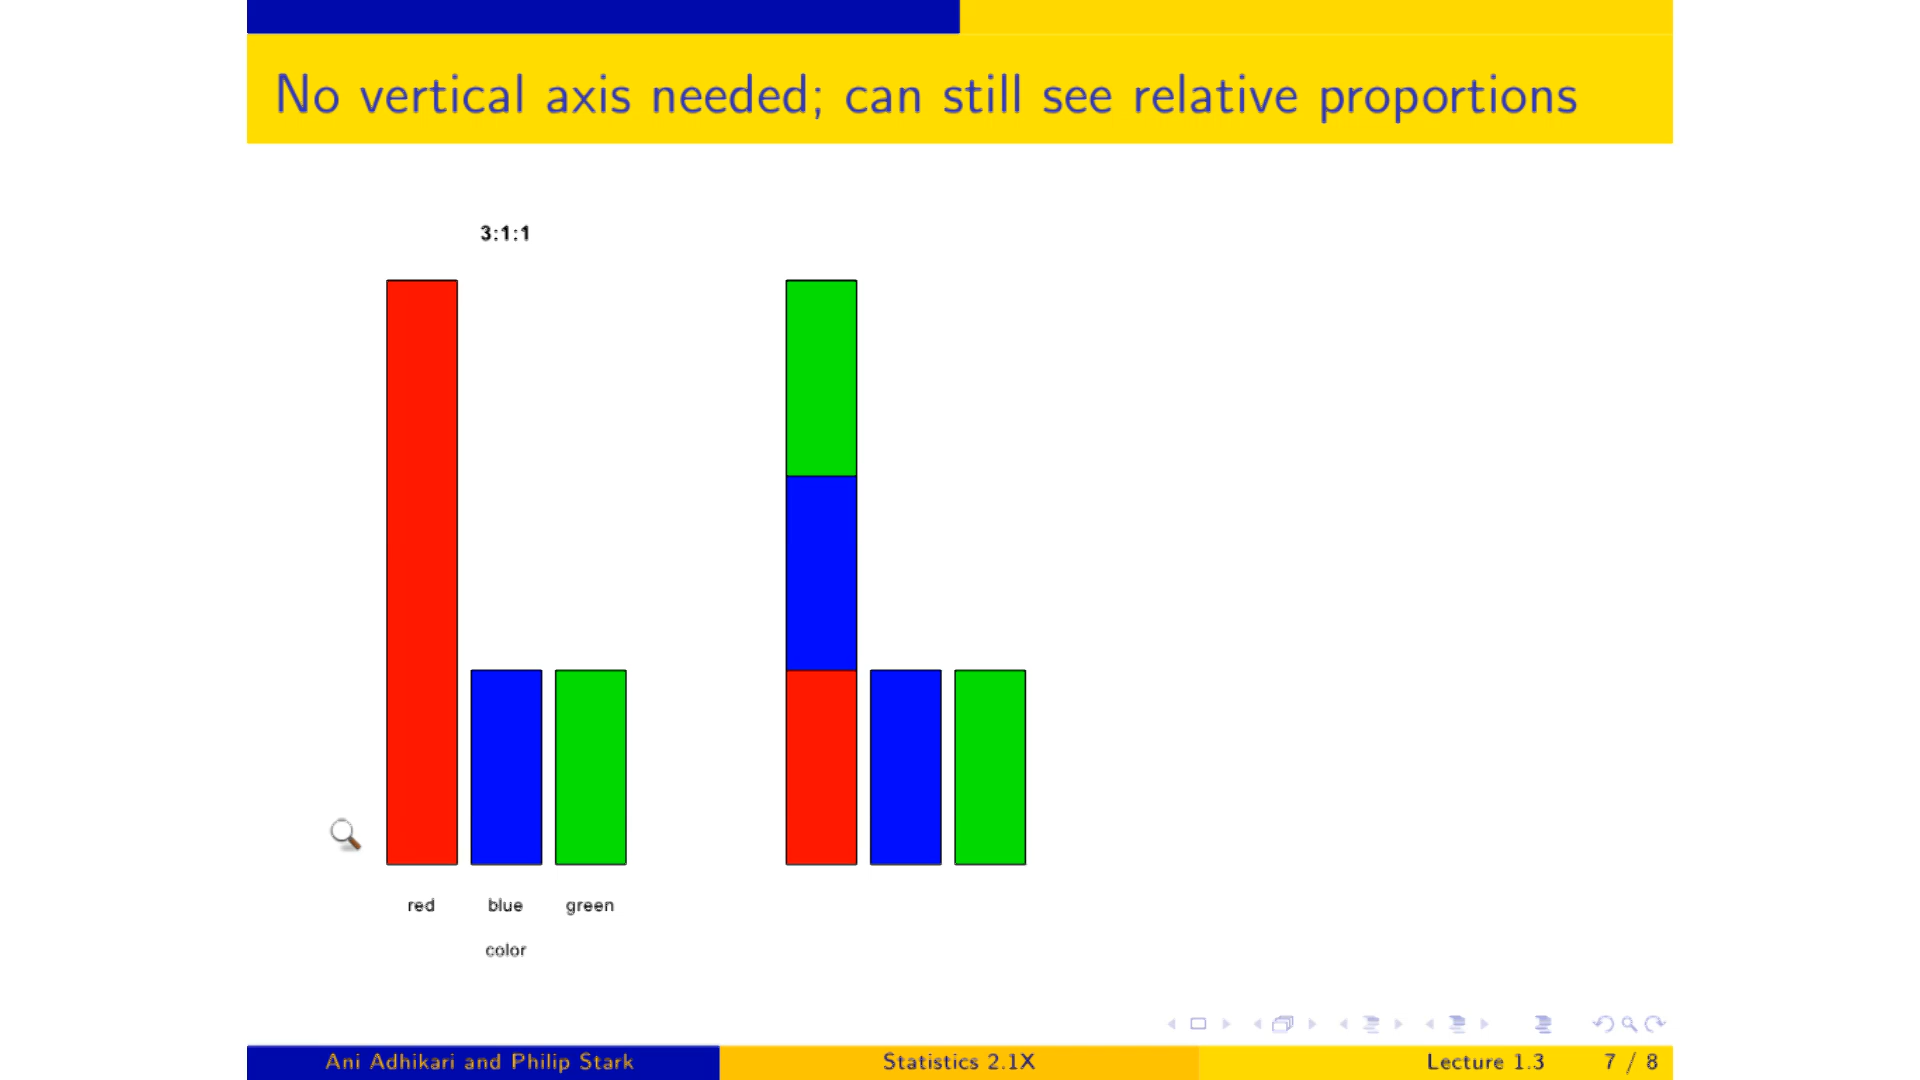 No vertical axis needed; can still see relative proportions
3:1:1
red blue green
color
Ani Adhikari and Philip Stark Statistics 2.1X Lecture 1.3 7 / 8